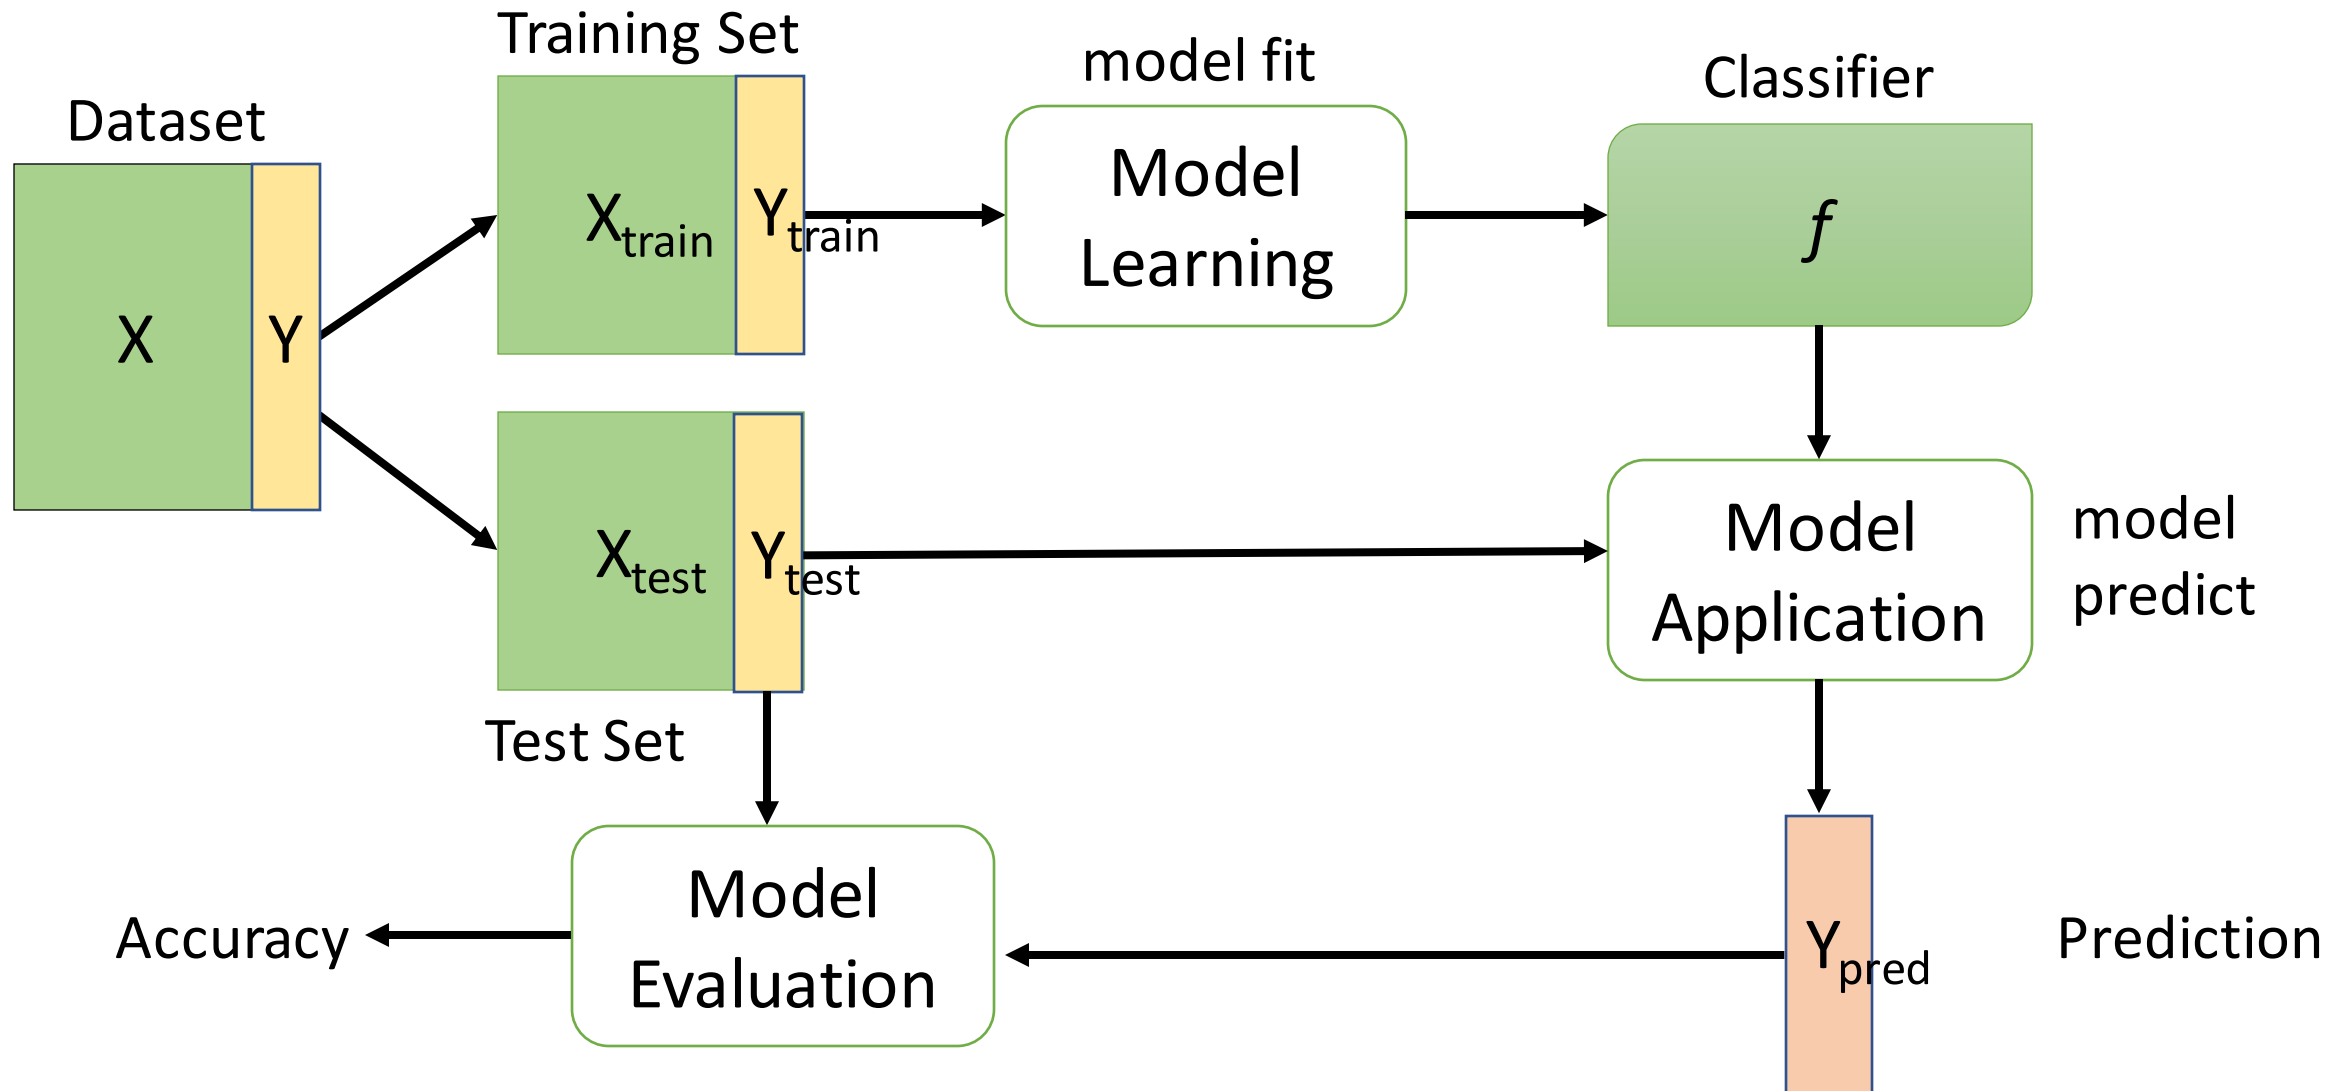 Training Set
model fit
Classifier
Dataset
X
Y
Xtrain
Ytrain
Model
Learning
f
Xtest
Ytest
Model
Application
model
predict
Test Set
Model
Evaluation
Accuracy
Ypred
Prediction